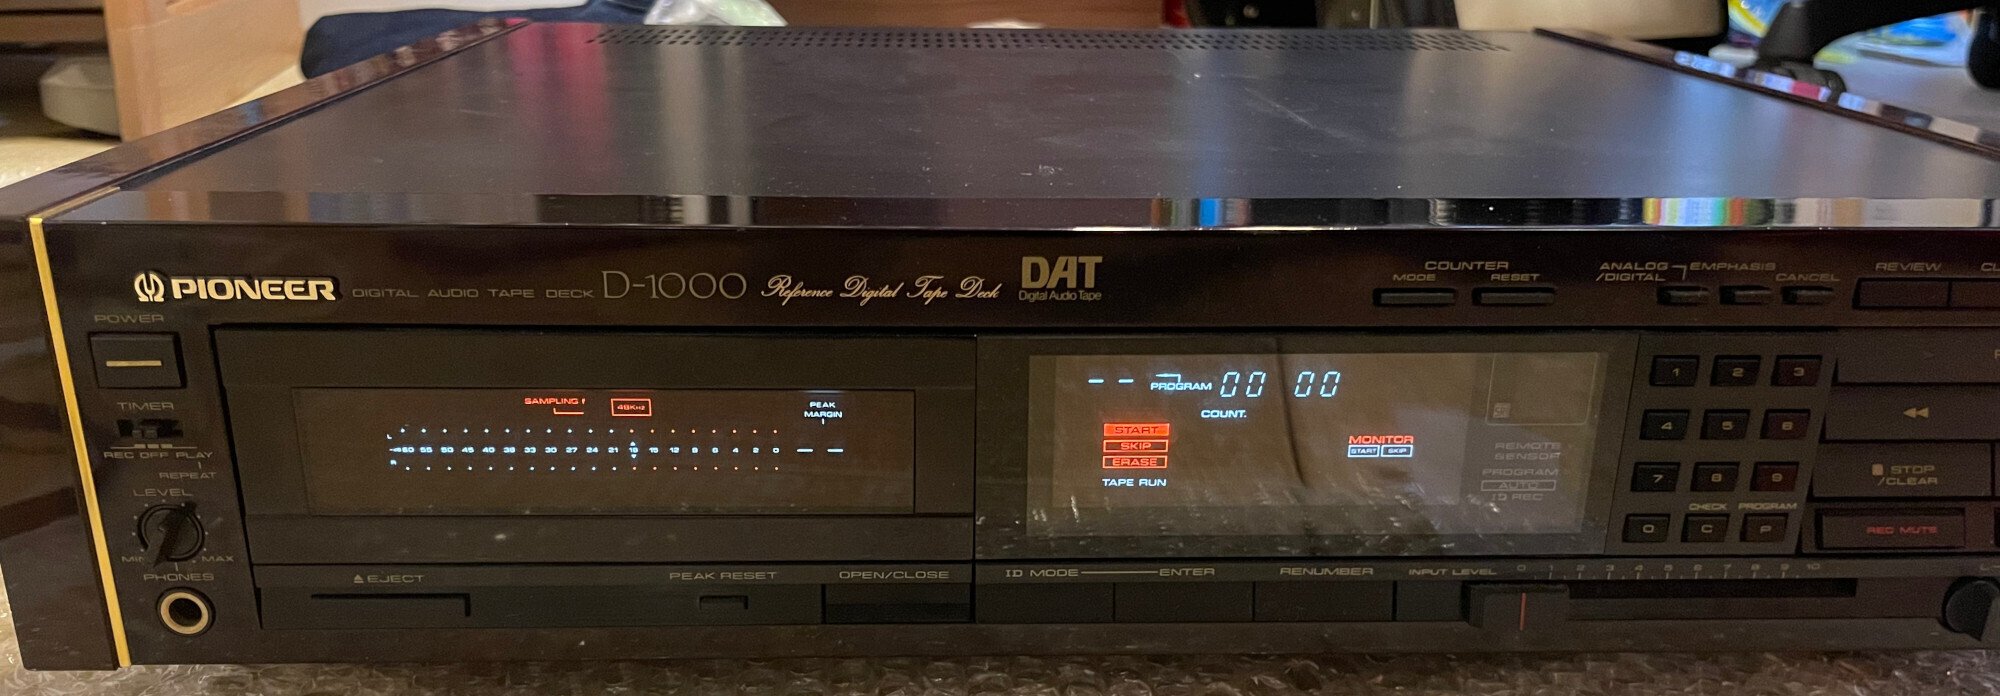 PIONEER DIGITAL AUDIO TAPE DECK D-1000 Reference Digital Tape Deck DAT
Digital Audio Tape
COUNTER
MODE RESET
ANALOG /DIGITAL EMPHASIS CANCEL
REVIEW
POWER
TIMER
REC OFF PLAY
REPEAT
LEVEL
MIN MAX
PHONES
SAMPLING f
48KHz
PEAK MARGIN
60 55 50 45 40 36 33 30 27 24 21 18 15 12 9 6 4 2 0 -- --
R
-- -- PROGRAM 00 00
COUNT.
START
SKIP
ERASE
TAPE RUN
MONITOR
START SKIP
REMOTE SENSOR
PROGRAM
AUTO
ID REC
1 2 3
4 5 6
7 8 9
CHECK PROGRAM
0 C P
◀◀
STOP
/CLEAR
REC MUTE
▲EJECT
PEAK RESET
OPEN/CLOSE
ID MODE ENTER
RENUMBER
INPUT LEVEL 0 1 2 3 4 5 6 7 8 9 10